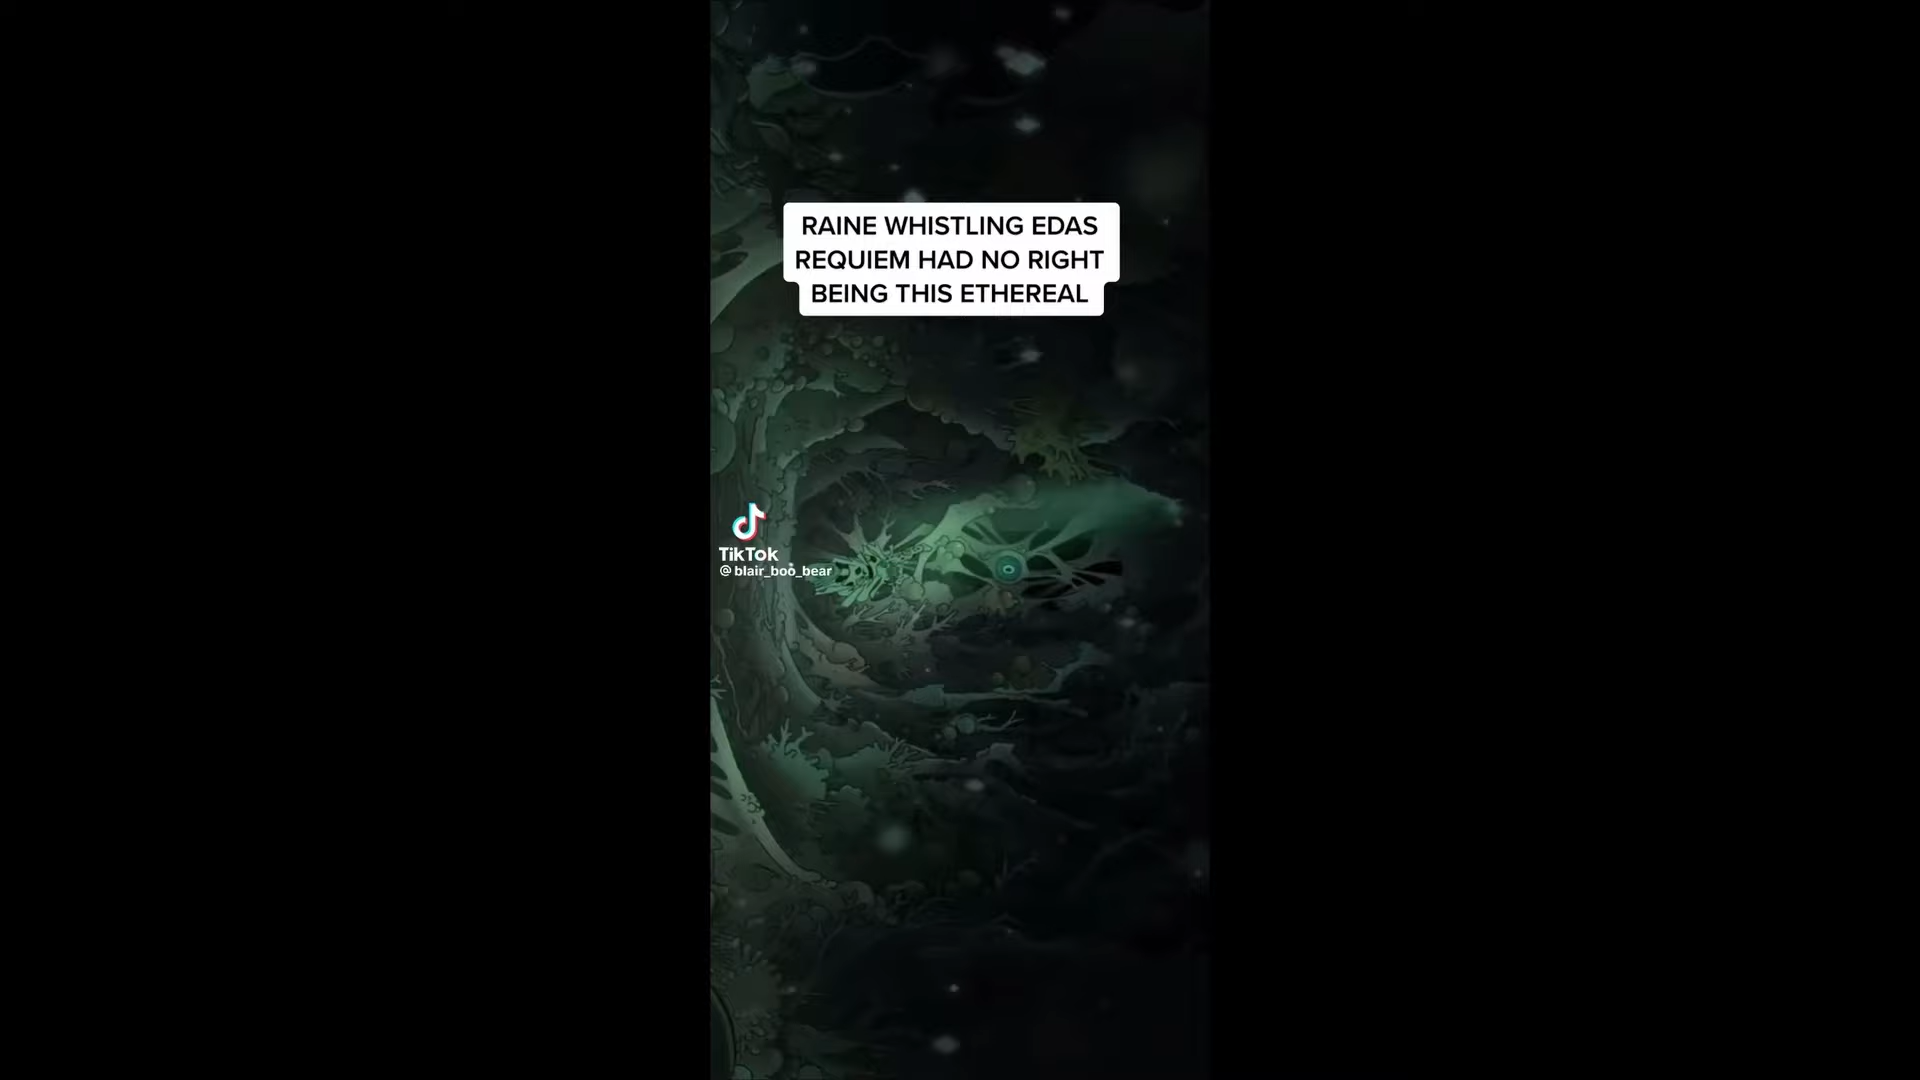 RAINE WHISTLING EDAS
REQUIEM HAD NO RIGHT
BEING THIS ETHEREAL
TikTok
@blair_boo_bear